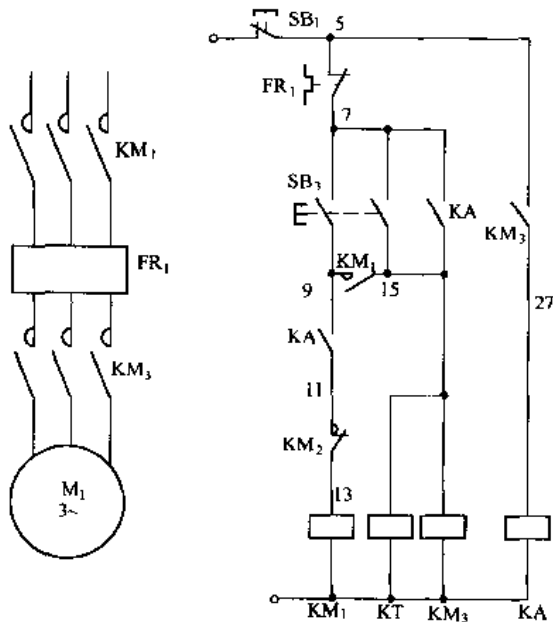 SB₁ 5
FR₁
7
KM₁
SB₃
KA
KM₃
FR₁
KM₁
9
15
27
KM₃
KA
11
KM₂
M₁
3~
13
KM₁ KT KM₃ KA